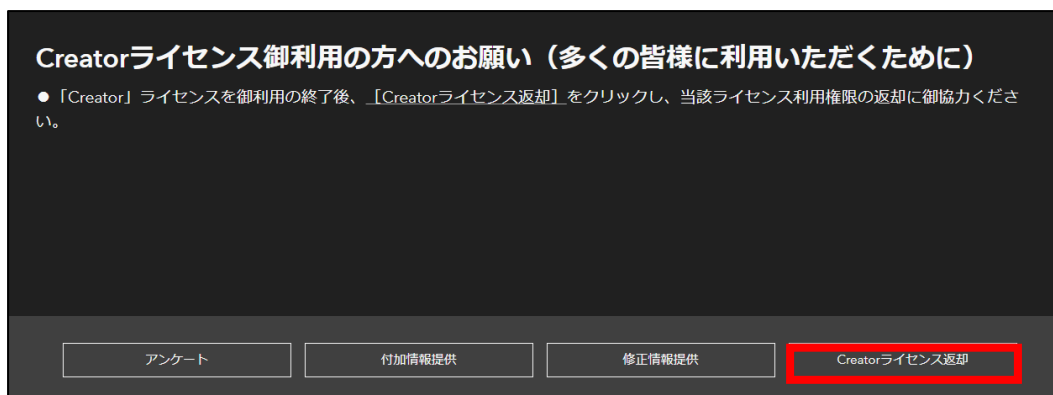 Creatorライセンス御利用の方へのお願い（多くの皆様に利用いただくために）
●「Creator」ライセンスを御利用の終了後、［Creatorライセンス返却］をクリックし、当該ライセンス利用権限の返却に御協力くださ
い。
アンケート 付加情報提供 修正情報提供 Creatorライセンス返却